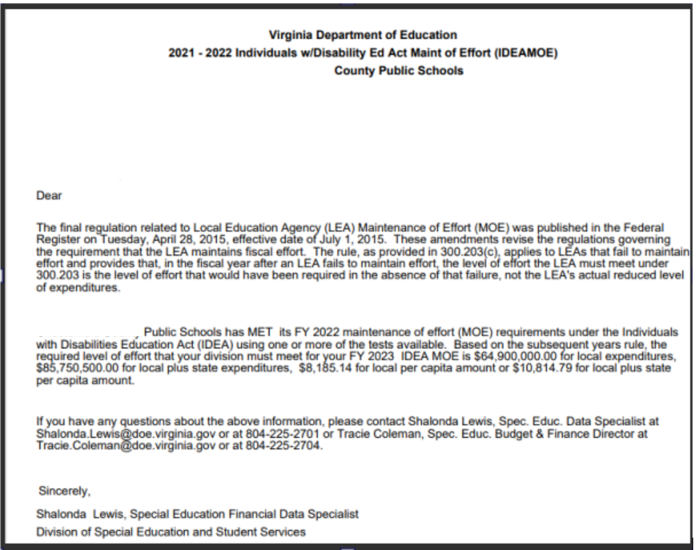 Virginia Department of Education
2021 - 2022 Individuals w/Disability Ed Act Maint of Effort (IDEAMOE)
County Public Schools
Dear
The final regulation related to Local Education Agency (LEA) Maintenance of Effort (MOE) was published in the Federal
Register on Tuesday, April 28, 2015, effective date of July 1, 2015. These amendments revise the regulations governing
the requirement that the LEA maintains fiscal effort. The rule, as provided in 300.203(c), applies to LEAs that fail to maintain
effort and provides that, in the fiscal year after an LEA fails to maintain effort, the level of effort the LEA must meet under
300.203 is the level of effort that would have been required in the absence of that failure, not the LEA's actual reduced level
of expenditures.
Public Schools has MET its FY 2022 maintenance of effort (MOE) requirements under the Individuals
with Disabilities Education Act (IDEA) using one or more of the tests available. Based on the subsequent years rule, the
required level of effort that your division must meet for your FY 2023 IDEA MOE is $64,900,000.00 for local expenditures,
$85,750,500.00 for local plus state expenditures, $8,185.14 for local per capita amount or $10,814.79 for local plus state
per capita amount.
If you have any questions about the above information, please contact Shalonda Lewis, Spec. Educ. Data Specialist at
Shalonda.Lewis@doe.virginia.gov or at 804-225-2701 or Tracie Coleman, Spec. Educ. Budget & Finance Director at
Tracie.Coleman@doe.virginia.gov or at 804-225-2704.
Sincerely,
Shalonda Lewis, Special Education Financial Data Specialist
Division of Special Education and Student Services